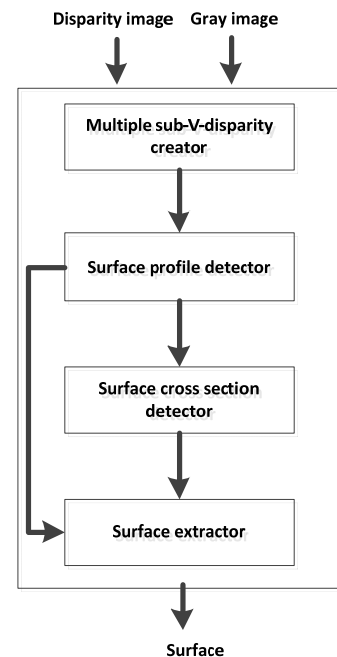 Disparity image Gray image
Multiple sub-V-disparity
creator
Surface profile detector
Surface cross section
detector
Surface extractor
Surface